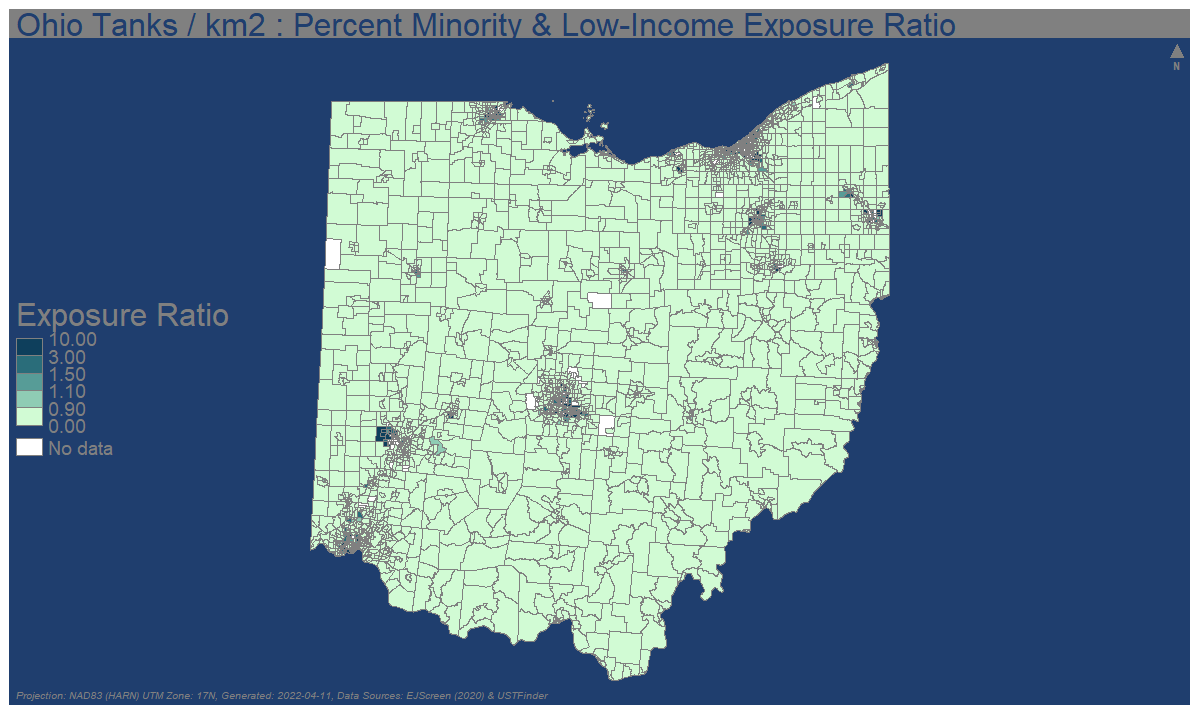 Ohio Tanks / km2 : Percent Minority & Low-Income Exposure Ratio
N
Exposure Ratio
10.00
3.00
1.50
1.10
0.90
0.00
No data
Projection: NAD83 (HARN) UTM Zone: 17N, Generated: 2022-04-11, Data Sources: EJScreen (2020) & USTFinder